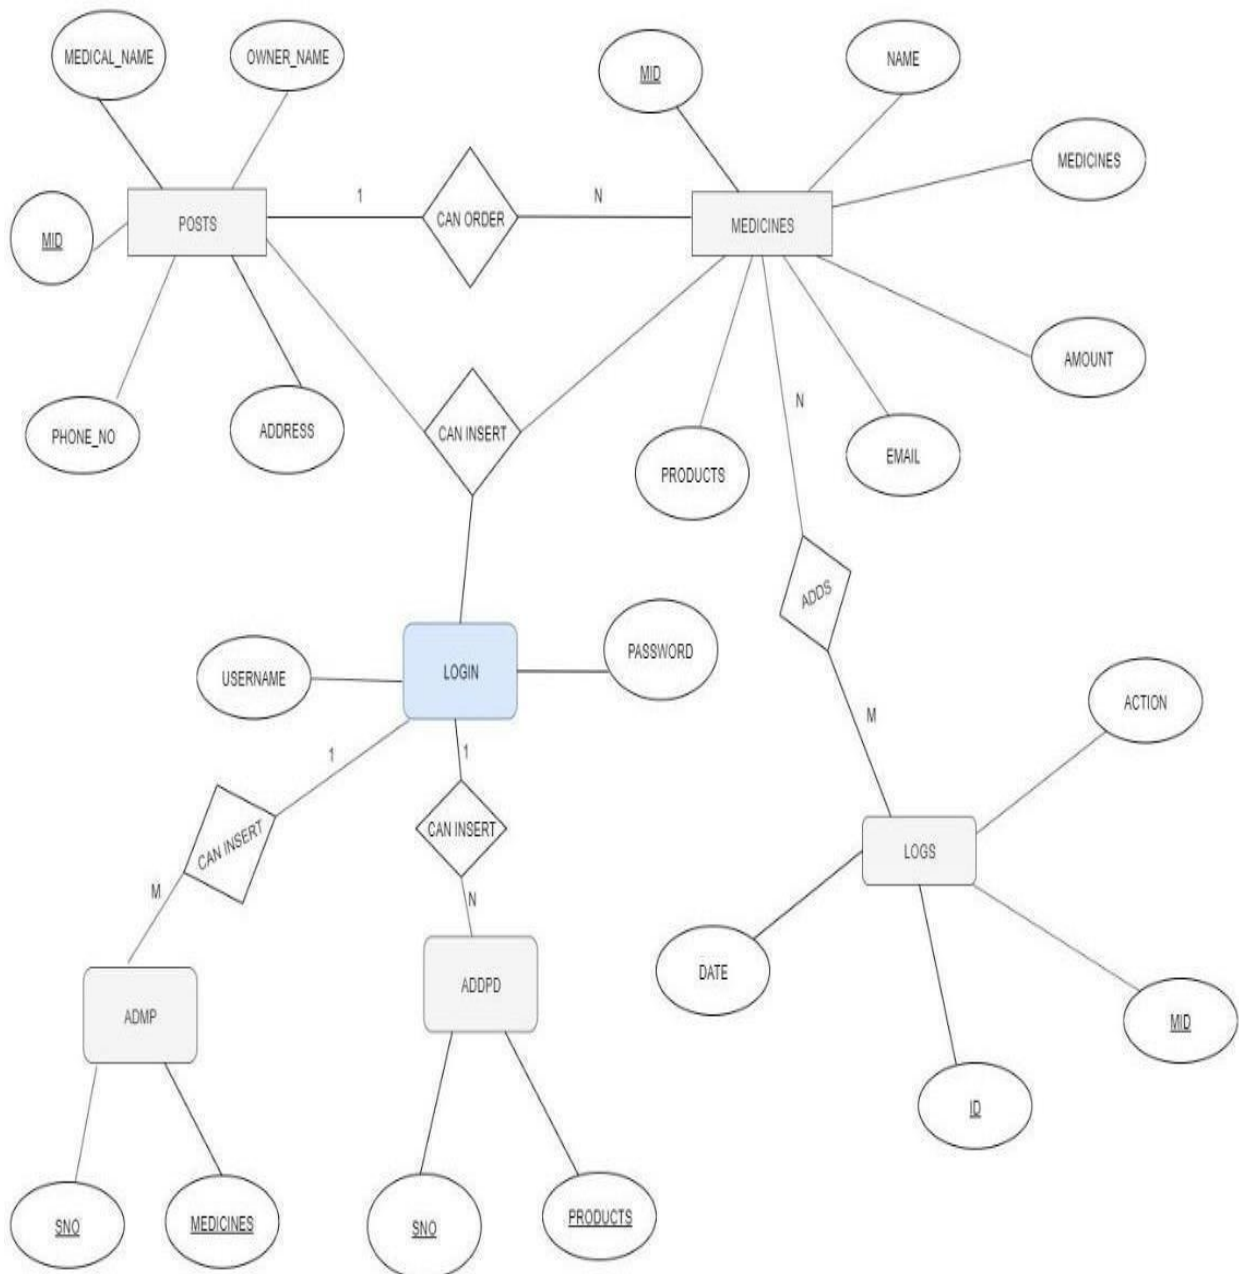 MEDICAL_NAME
OWNER_NAME
MID
NAME
MEDICINES
MID
POSTS
1
CAN ORDER
N
MEDICINES
AMOUNT
PHONE_NO
ADDRESS
CAN INSERT
PRODUCTS
N
EMAIL
ADDS
USERNAME
LOGIN
PASSWORD
M
ACTION
1
1
CAN INSERT
CAN INSERT
LOGS
M
N
DATE
MID
ADMP
ADDPD
ID
SNO
MEDICINES
SNO
PRODUCTS